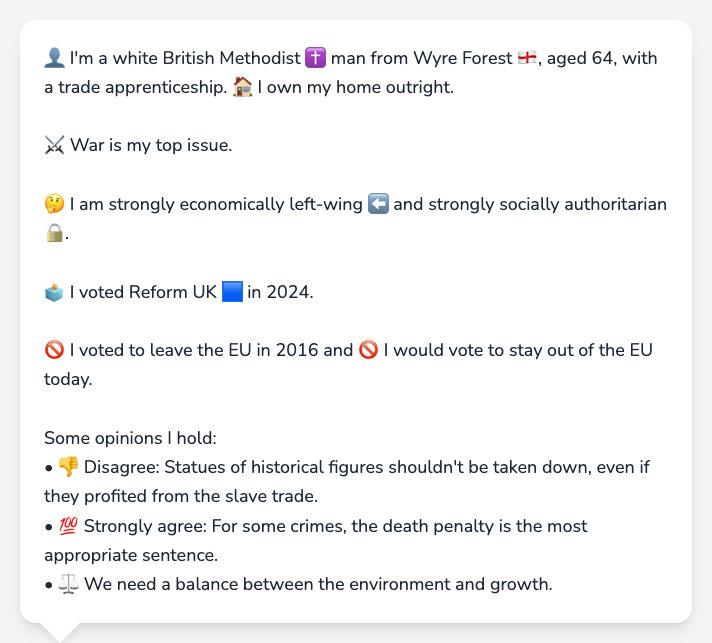 👤 I'm a white British Methodist ✝️ man from Wyre Forest 🏴󠁧󠁢󠁥󠁮󠁧󠁿, aged 64, with
a trade apprenticeship. 🏠 I own my home outright.
⚔️ War is my top issue.
🤔 I am strongly economically left-wing ⬅️ and strongly socially authoritarian
🔒.
🗳️ I voted Reform UK 🟦 in 2024.
🚫 I voted to leave the EU in 2016 and 🚫 I would vote to stay out of the EU
today.
Some opinions I hold:
• 👎 Disagree: Statues of historical figures shouldn't be taken down, even if
they profited from the slave trade.
• 💯 Strongly agree: For some crimes, the death penalty is the most
appropriate sentence.
• ⚖️ We need a balance between the environment and growth.